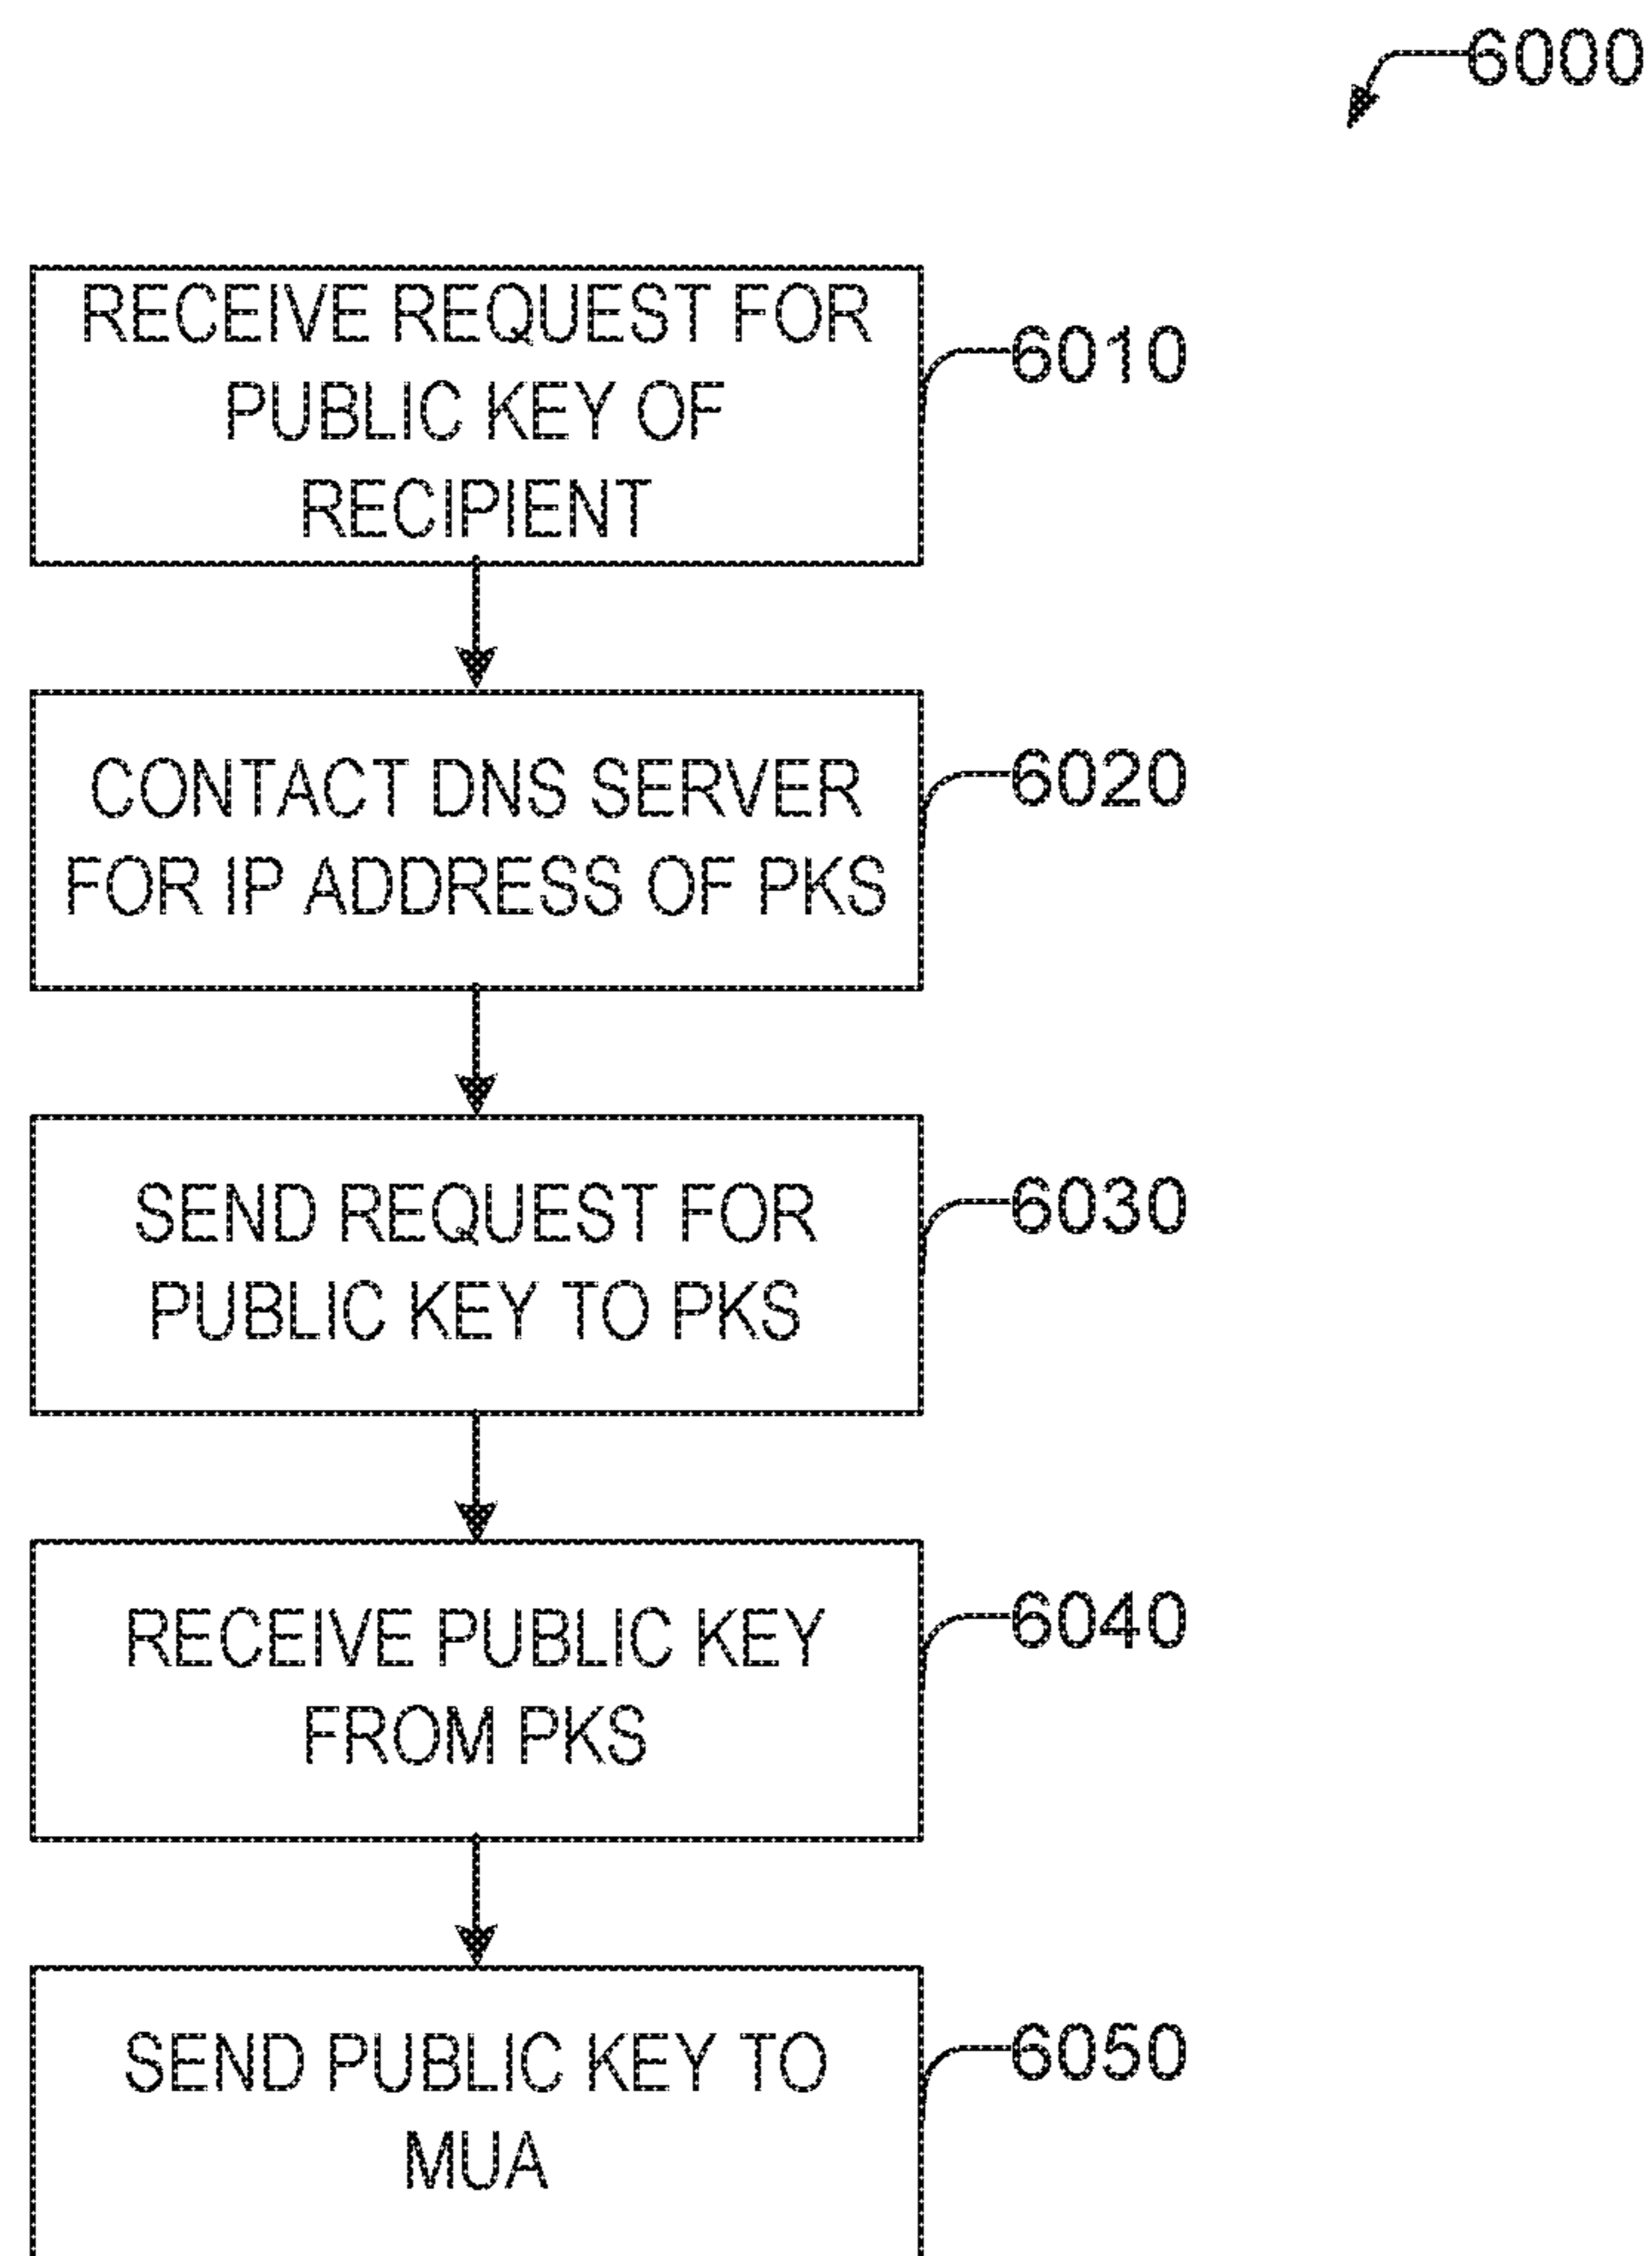 6000
RECEIVE REQUEST FOR
PUBLIC KEY OF
RECIPIENT
6010
CONTACT DNS SERVER
FOR IP ADDRESS OF PKS
6020
SEND REQUEST FOR
PUBLIC KEY TO PKS
6030
RECEIVE PUBLIC KEY
FROM PKS
6040
SEND PUBLIC KEY TO
MUA
6050